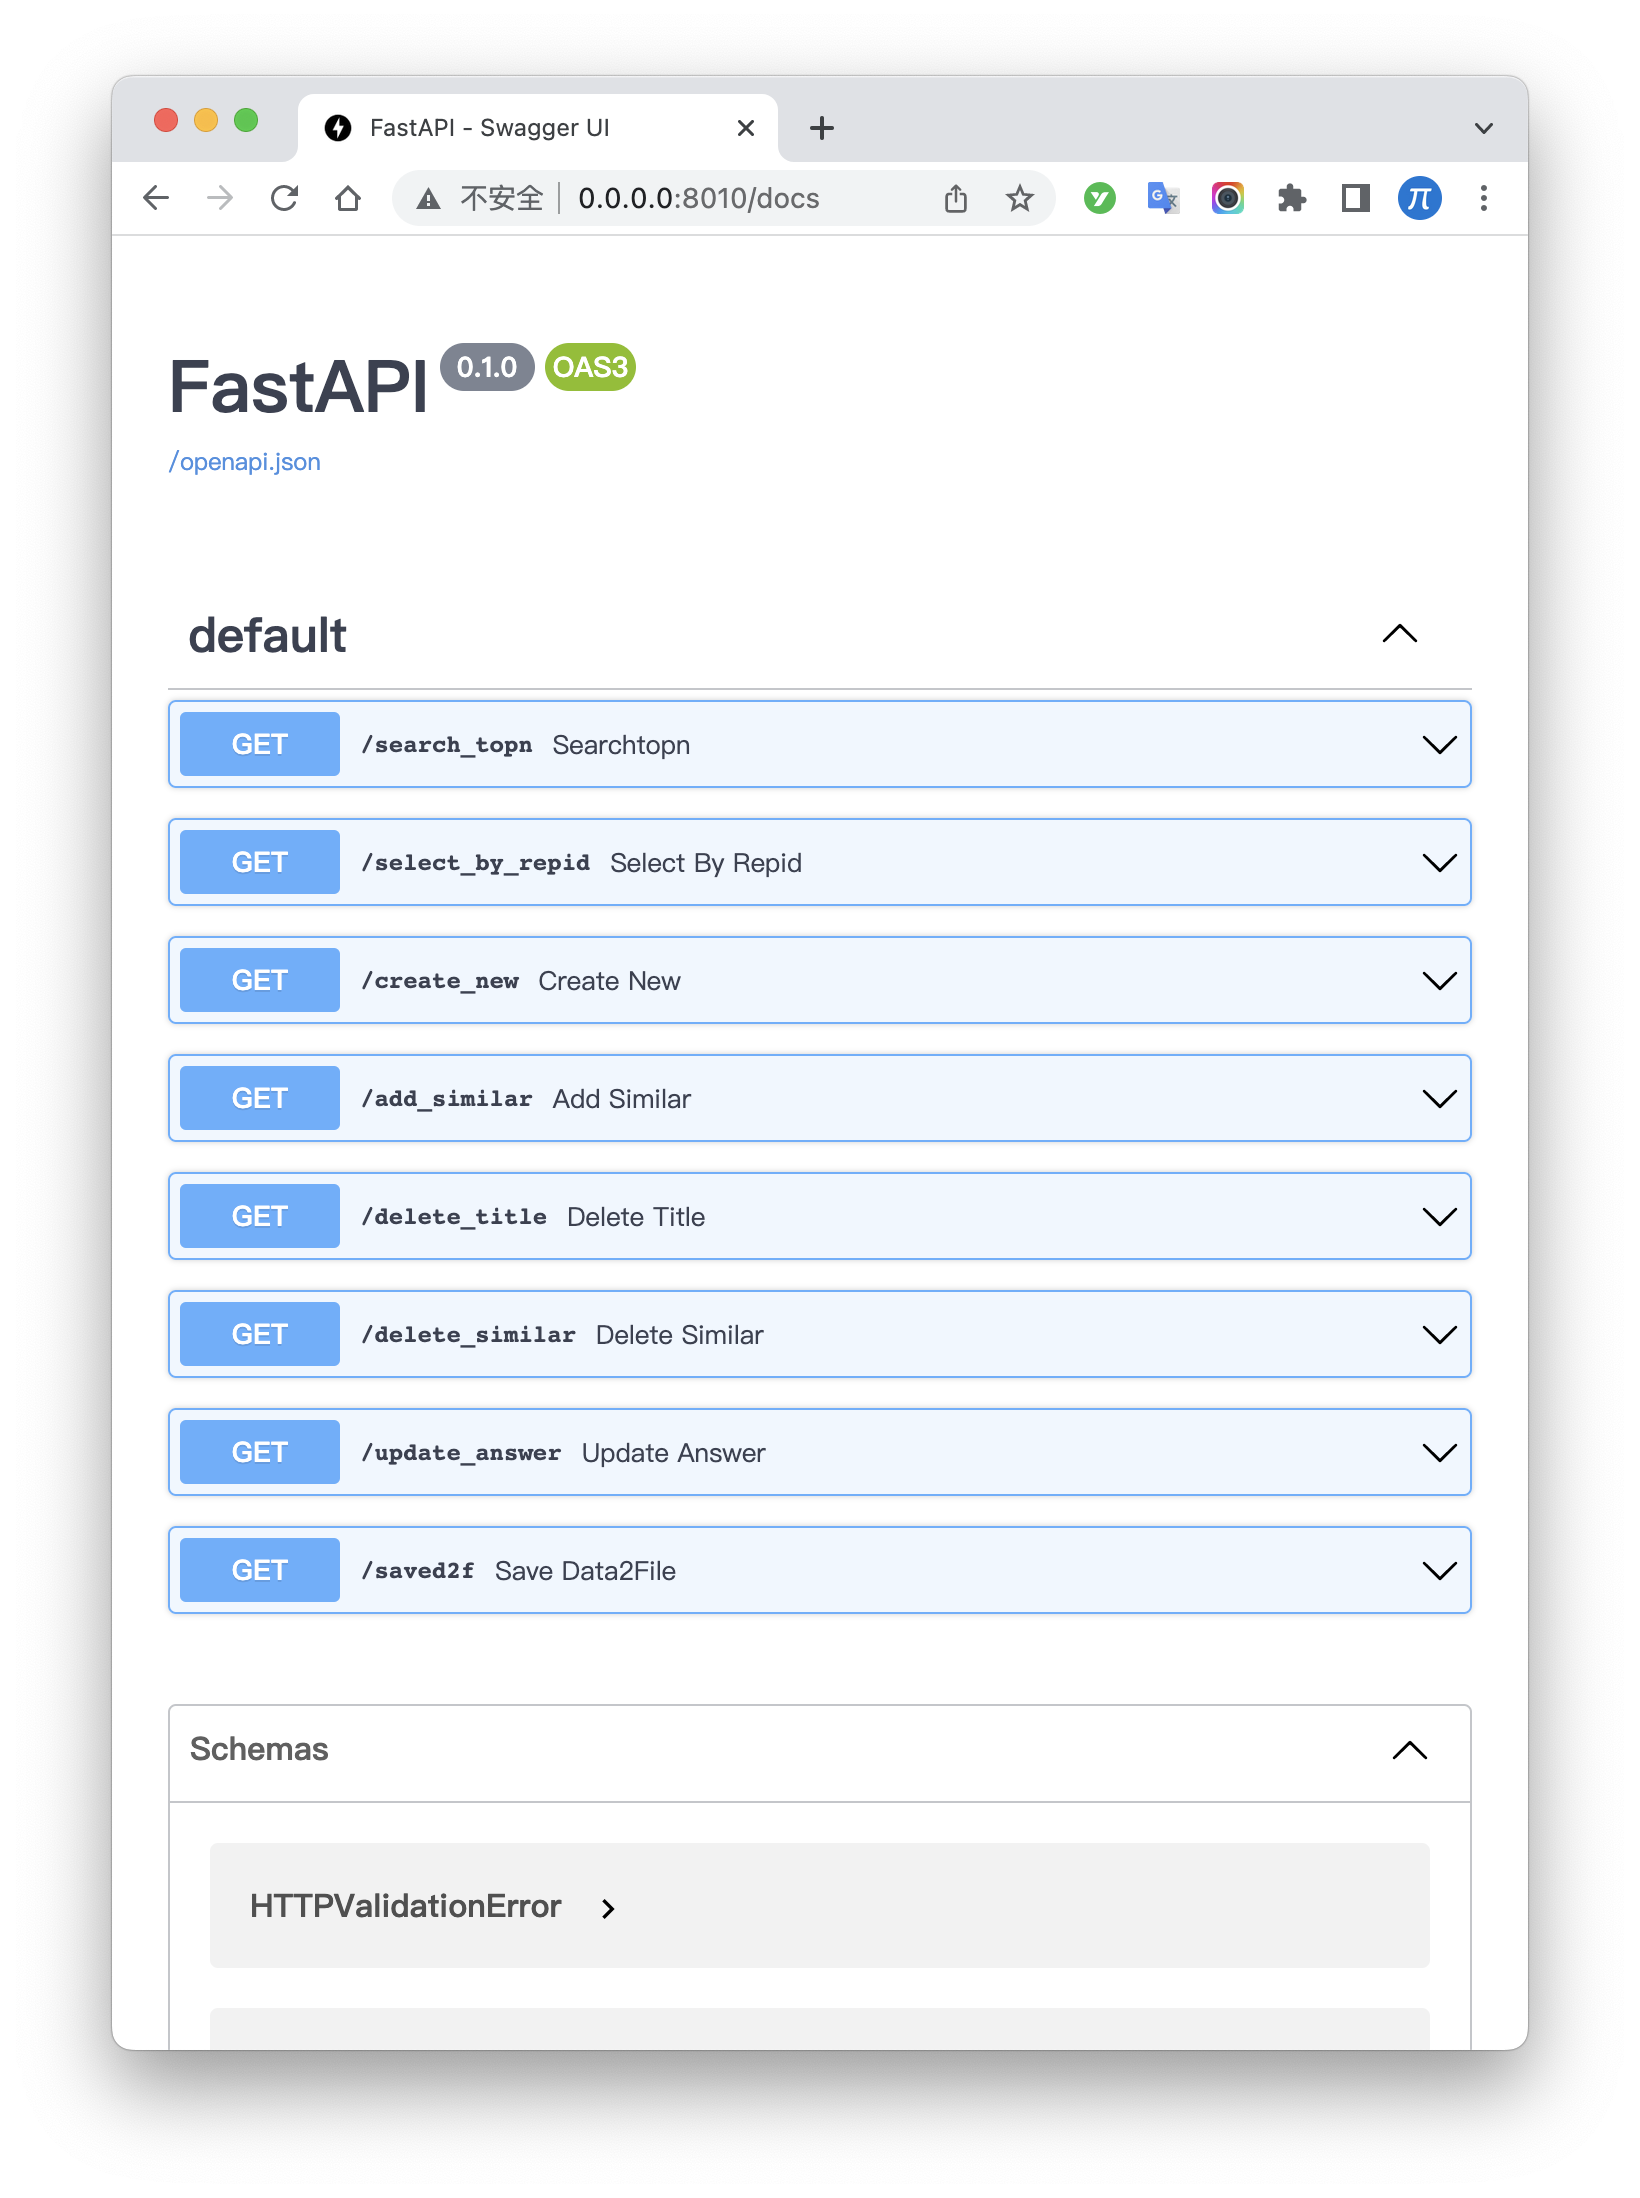 FastAPI - Swagger UI
不安全 0.0.0.0:8010/docs
FastAPI 0.1.0 OAS3
/openapi.json
default
GET /search_topn Searchtopn
GET /select_by_repid Select By Repid
GET /create_new Create New
GET /add_similar Add Similar
GET /delete_title Delete Title
GET /delete_similar Delete Similar
GET /update_answer Update Answer
GET /saved2f Save Data2File
Schemas
HTTPValidationError